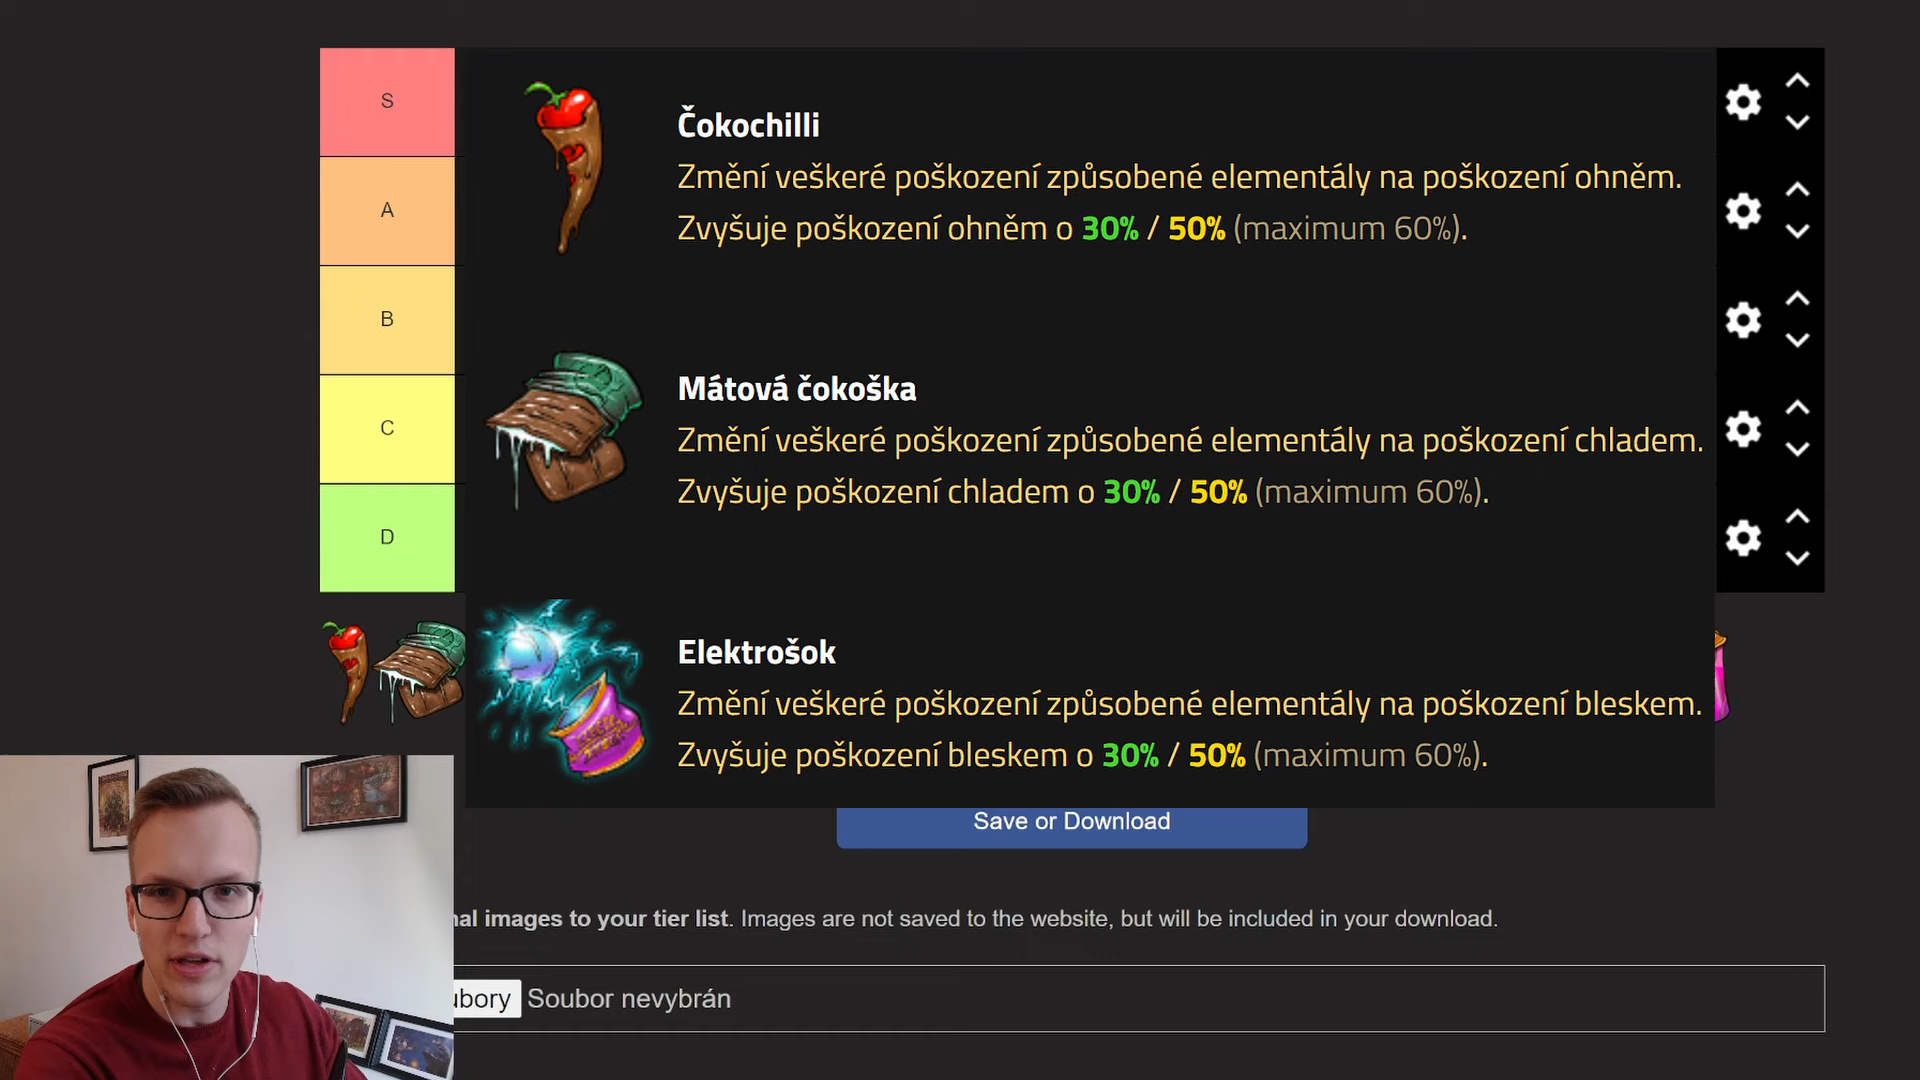 S
A
B
C
D
Čokochilli
Změní veškeré poškození způsobené elementály na poškození ohněm.
Zvyšuje poškození ohněm o 30% / 50% (maximum 60%).
Mátová čokoška
Změní veškeré poškození způsobené elementály na poškození chladem.
Zvyšuje poškození chladem o 30% / 50% (maximum 60%).
Elektrošok
Změní veškeré poškození způsobené elementály na poškození bleskem.
Zvyšuje poškození bleskem o 30% / 50% (maximum 60%).
Save or Download
nal images to your tier list. Images are not saved to the website, but will be included in your download.
ubory Soubor nevybrán